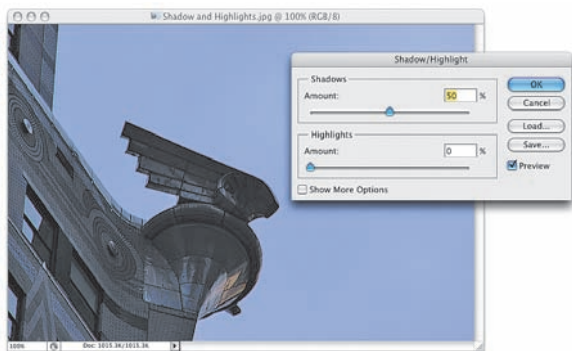 Shadow and Highlights.jpg @ 100% (RGB/8)
Shadow/Highlight
Shadows
Amount: 50 %
Highlights
Amount: 0 %
Show More Options
OK
Cancel
Load...
Save...
Preview
100% Doc: 1015.3K/1015.3K